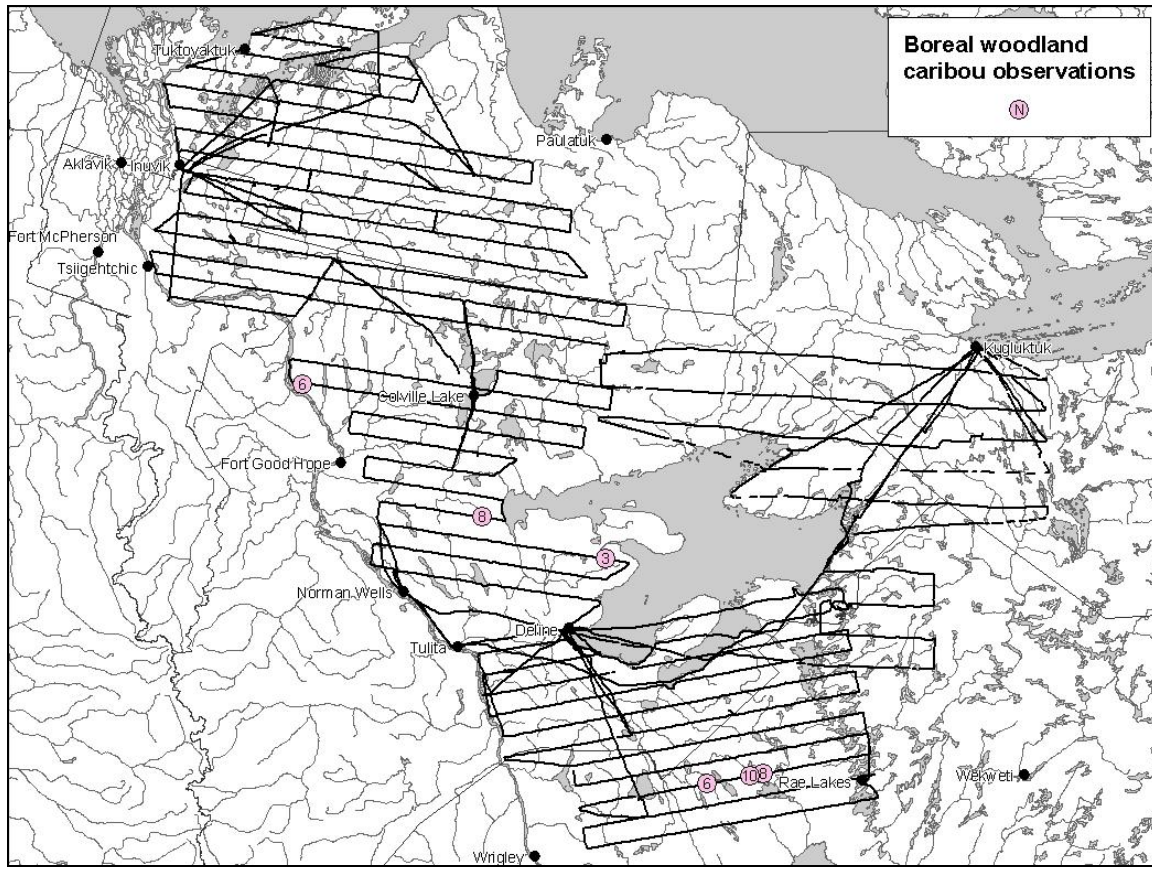 Boreal woodland
caribou observations
N
Tuktoyaktuk
Paulatuk
Aklavik
Inuvik
Fort McPherson
Tsiigehtchic
Kugluktuk
6
Colville Lake
Fort Good Hope
8
3
Norman Wells
Deline
Tulita
6
10
8
Rae Lakes
Wekweti
Wrigley